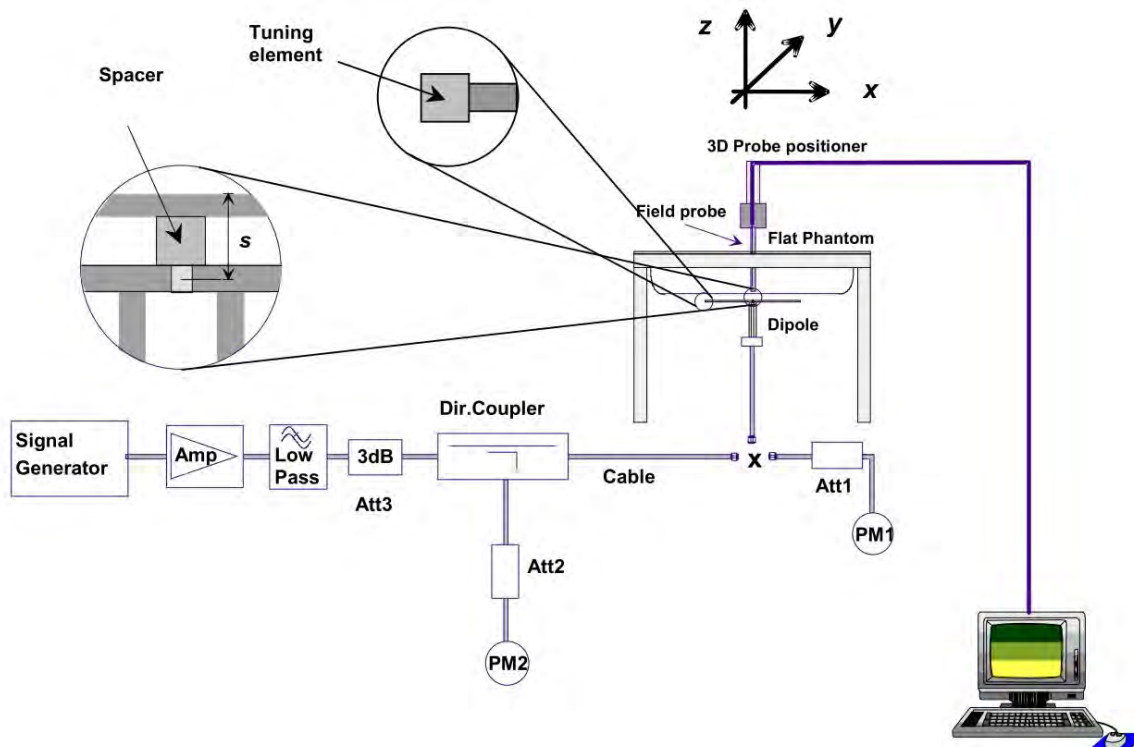 Tuning
element
Spacer
s
z
y
x
3D Probe positioner
Field probe
Flat Phantom
Dipole
Dir.Coupler
Signal
Generator
Amp
Low
Pass
3dB
Att3
Cable
x
Att1
PM1
Att2
PM2